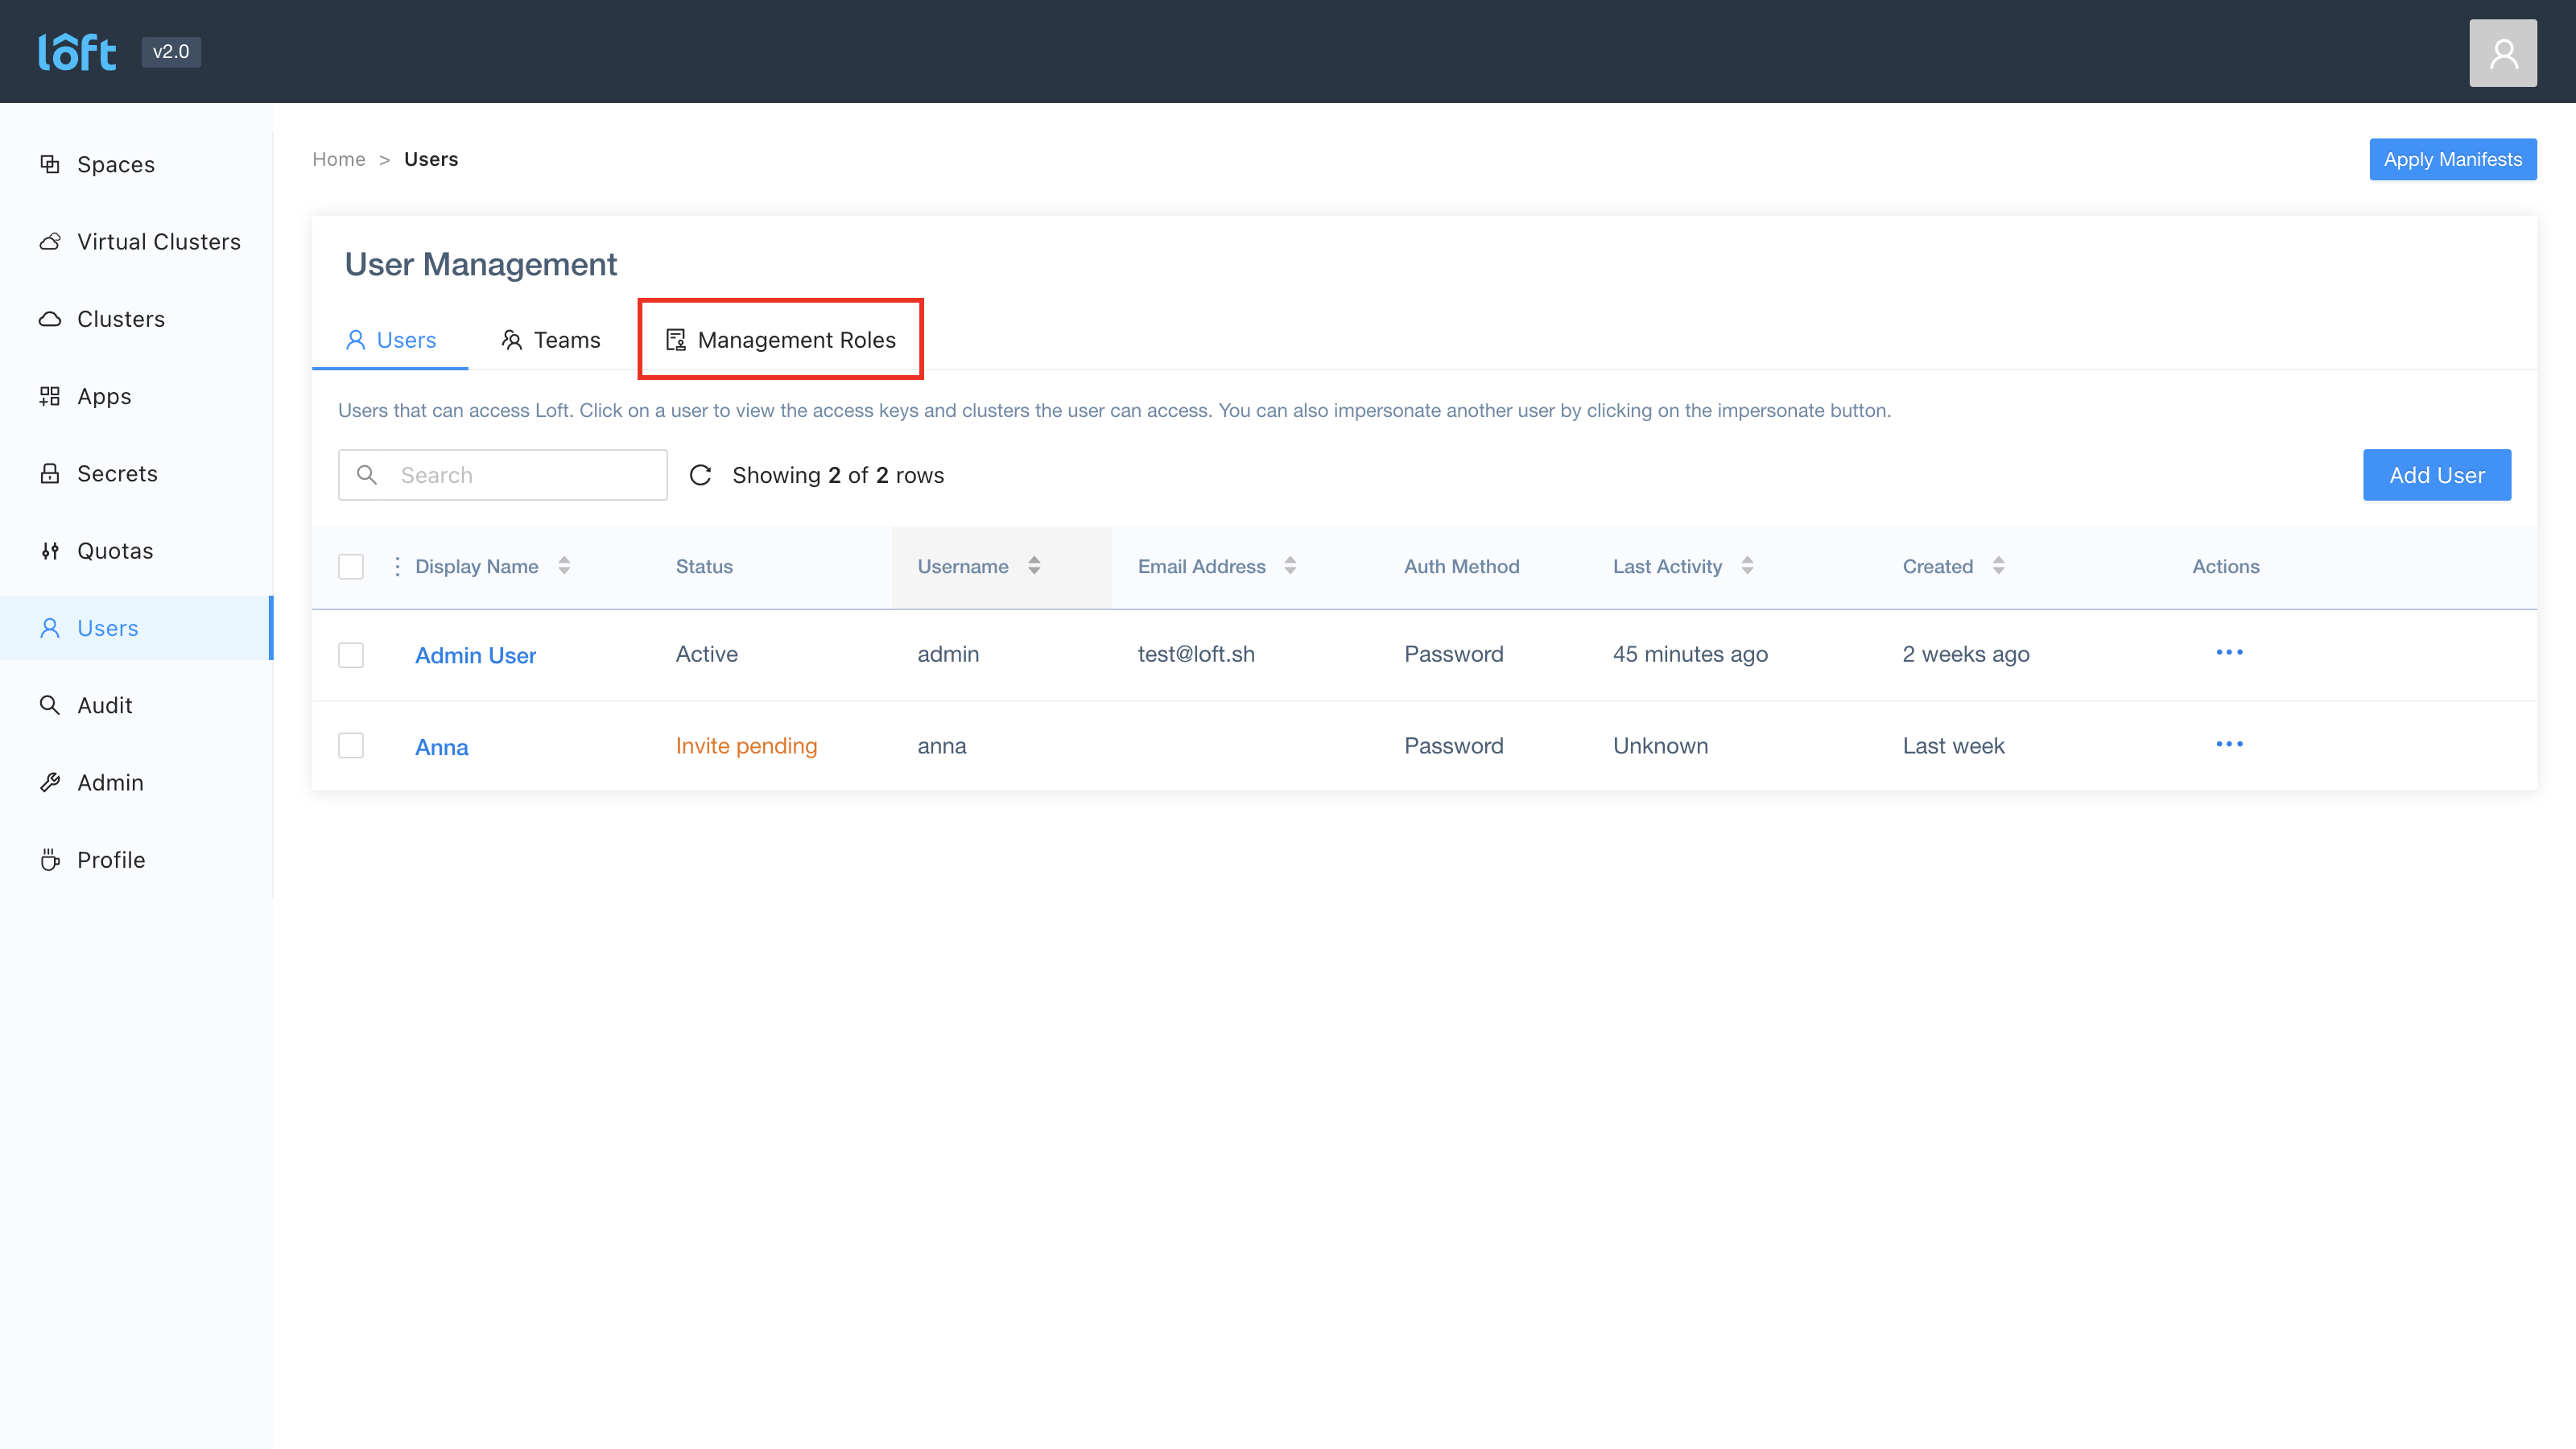 lôft v2.0
Home > Users
Apply Manifests
Spaces
Virtual Clusters
Clusters
Apps
Secrets
Quotas
Users
Audit
Admin
Profile
User Management
Users Teams Management Roles
Users that can access Loft. Click on a user to view the access keys and clusters the user can access. You can also impersonate another user by clicking on the impersonate button.
Search Showing 2 of 2 rows Add User
Display Name Status Username Email Address Auth Method Last Activity Created Actions
Admin User Active admin test@loft.sh Password 45 minutes ago 2 weeks ago
Anna Invite pending anna Password Unknown Last week